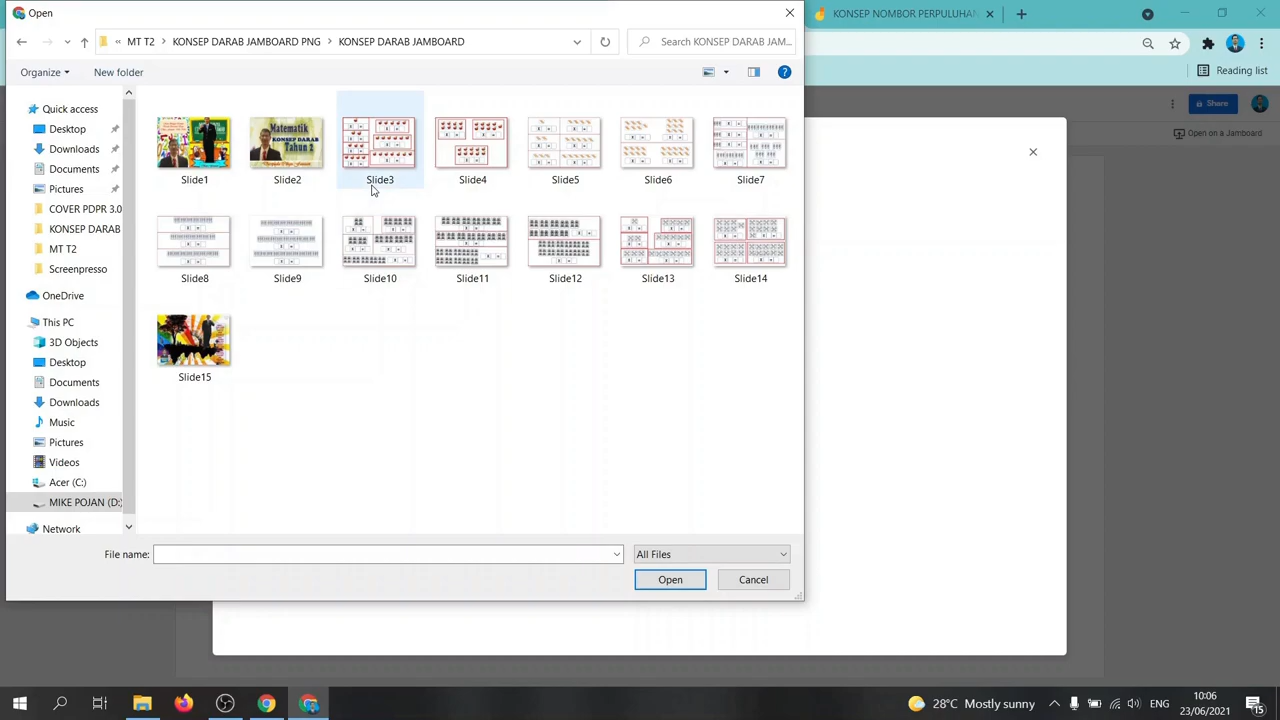 Open
KONSEP NOMBOR PERPULUHAN
MT T2
KONSEP DARAB JAMBOARD PNG
KONSEP DARAB JAMBOARD
Search KONSEP DARAB JAM...
Reading list
Organize
New folder
Share
Open on a Jamboard
Quick access
Desktop
Downloads
Documents
Pictures
COVER PDPR 3.0
KONSEP DARAB
MT T2
Screenpresso
OneDrive
This PC
3D Objects
Desktop
Documents
Downloads
Music
Pictures
Videos
Acer (C:)
MIKE POJAN (D:)
Network
Matematik
KONSEP DARAB
Tahun 2
Slide1
Slide2
Slide3
Slide4
Slide5
Slide6
Slide7
Slide8
Slide9
Slide10
Slide11
Slide12
Slide13
Slide14
Slide15
File name:
All Files
Open
Cancel
28°C Mostly sunny
ENG
10:06
23/06/2021
15